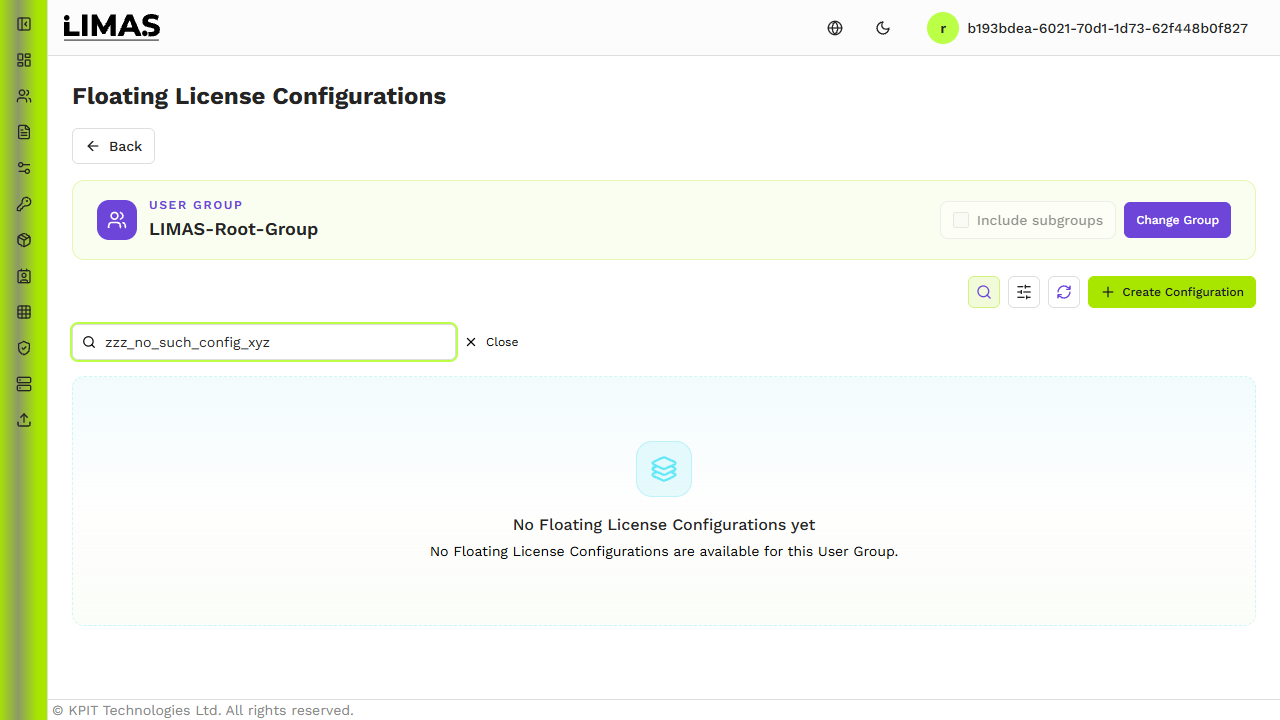 LIMAS
r
b193bdea-6021-70d1-1d73-62f448b0f827
Floating License Configurations
Back
USER GROUP
LIMAS-Root-Group
Include subgroups
Change Group
Create Configuration
zzz_no_such_config_xyz
Close
No Floating License Configurations yet
No Floating License Configurations are available for this User Group.
© KPIT Technologies Ltd. All rights reserved.